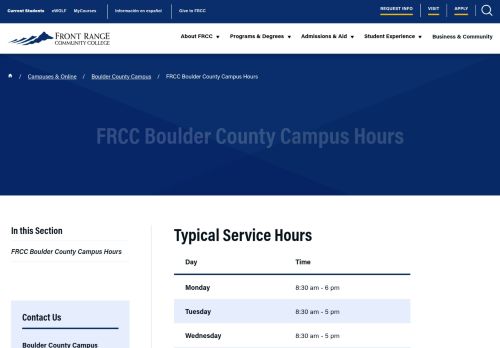 Current Students eWOLF MyCourses Información en español Give to FRCC REQUEST INFO VISIT APPLY
FRONT RANGE
COMMUNITY COLLEGE
About FRCC Programs & Degrees Admissions & Aid Student Experience Business & Community
/ Campuses & Online / Boulder County Campus / FRCC Boulder County Campus Hours
FRCC Boulder County Campus Hours
In this Section
FRCC Boulder County Campus Hours
Contact Us
Boulder County Campus
Typical Service Hours
Day Time
Monday 8:30 am - 6 pm
Tuesday 8:30 am - 5 pm
Wednesday 8:30 am - 5 pm